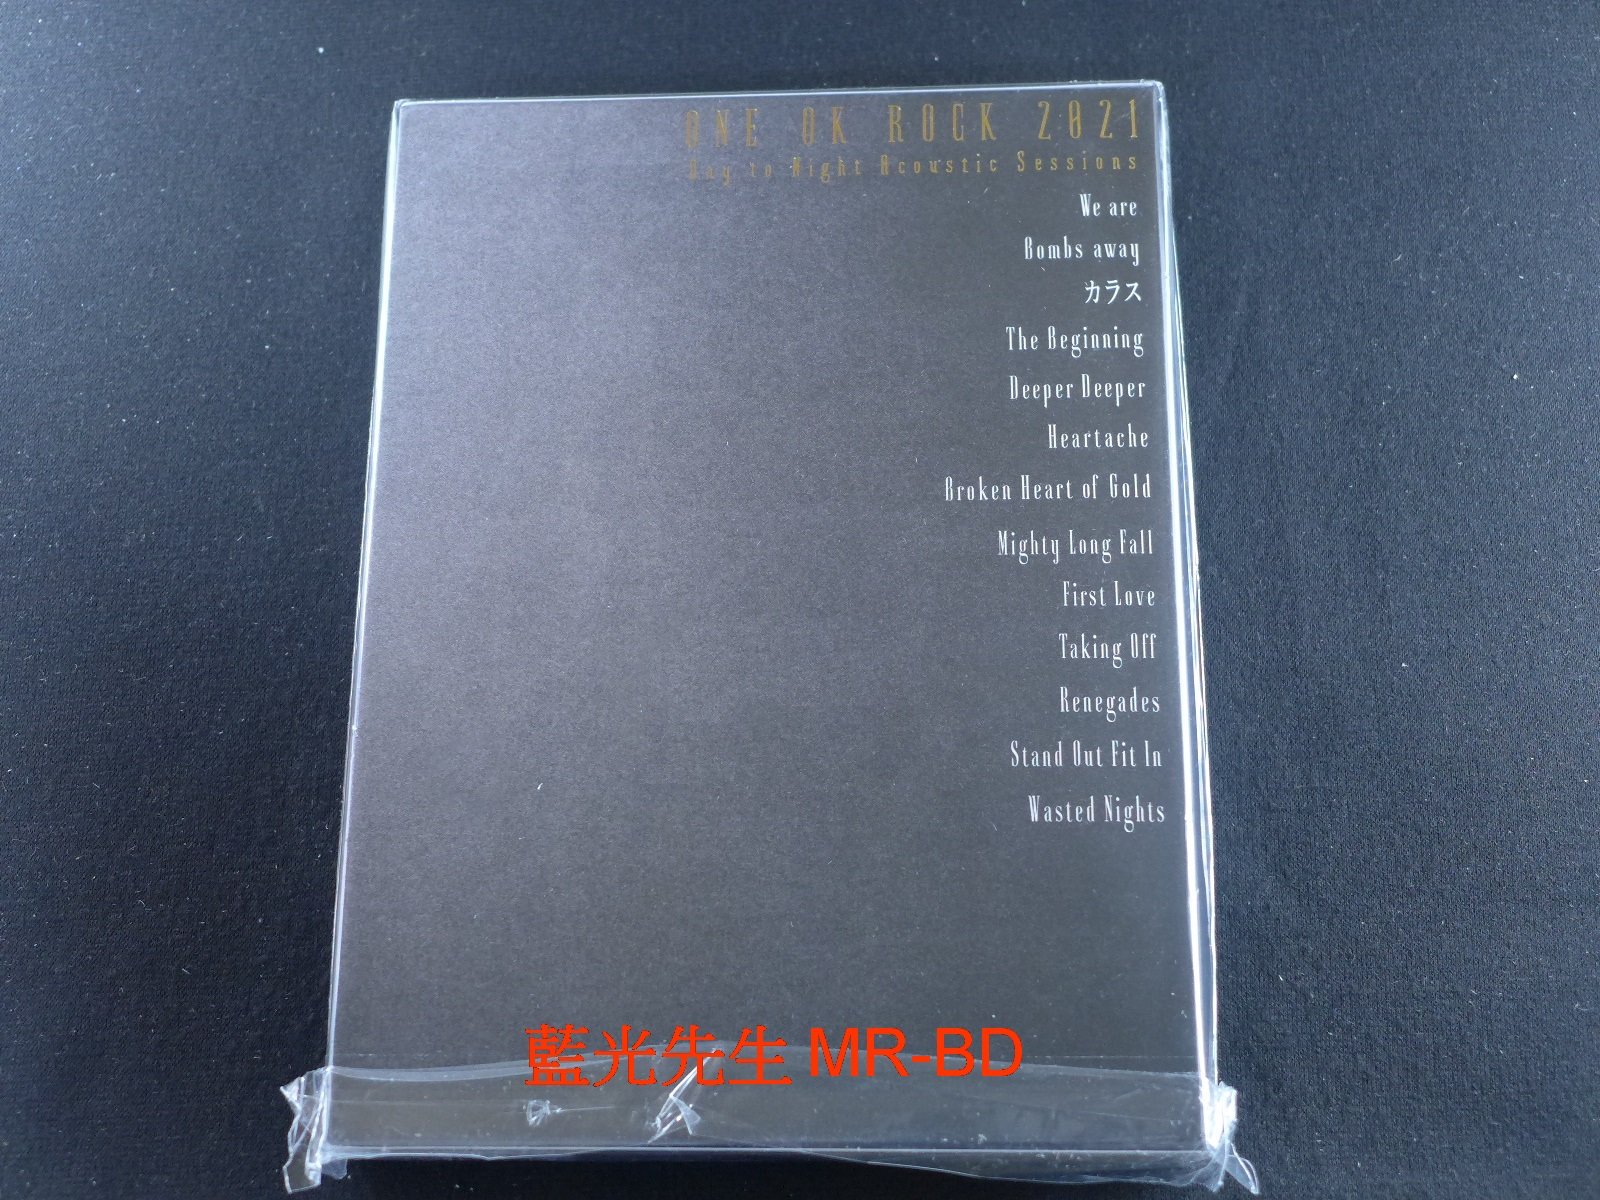 ONE OK ROCK 2021
Day to Night Acoustic Sessions
We are
Bombs away
カラス
The Beginning
Deeper Deeper
Heartache
Broken Heart of Gold
Mighty Long Fall
First Love
Taking Off
Renegades
Stand Out Fit In
Wasted Nights
藍光先生 MR-BD